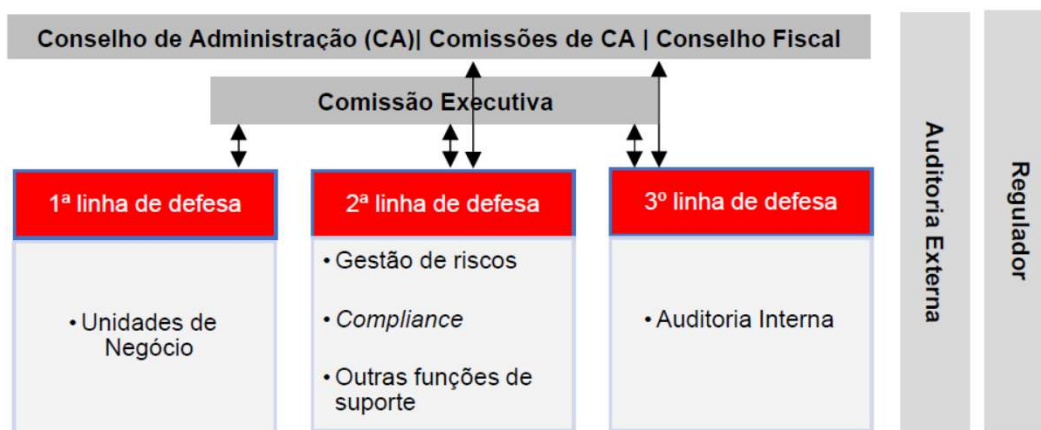 Conselho de Administração (CA)| Comissões de CA | Conselho Fiscal
Comissão Executiva
1ª linha de defesa
• Unidades de
Negócio
2ª linha de defesa
• Gestão de riscos
• Compliance
• Outras funções de
suporte
3º linha de defesa
• Auditoria Interna
Auditoria Externa
Regulador